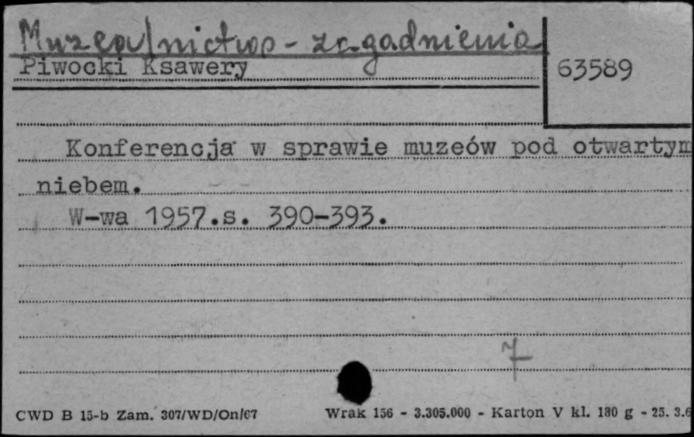 Muzealnictwo - zagadnienia
Piwocki Ksawery
63589
Konferencja w sprawie muzeów pod otwartym
niebem.
W-wa 1957.s. 390-393.
7
CWD B 15-b Zam. 307/WD/On/67 Wrak 156 - 3.305.000 - Karton V kl. 180 g - 25. 3.6